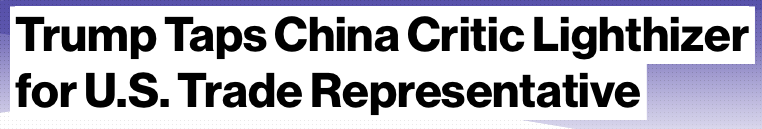 Trump Taps China Critic Lighthizer
for U.S. Trade Representative